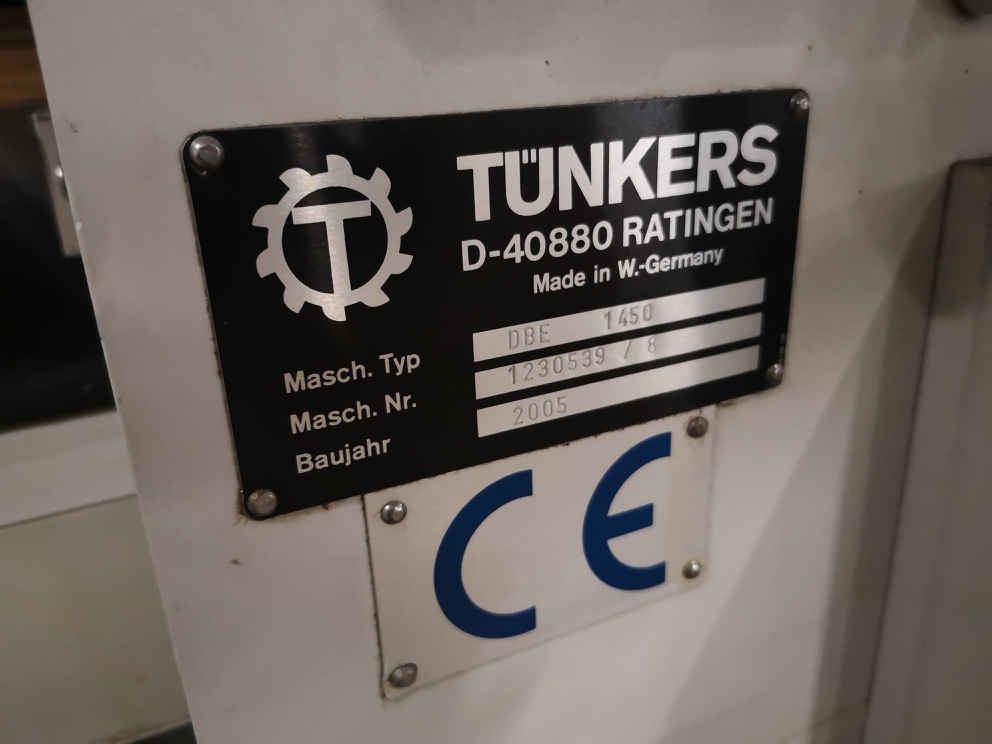 T
TÜNKERS
D-40880 RATINGEN
Made in W.-Germany
Masch. Typ DBE 1450
Masch. Nr. 1230539 / 8
Baujahr 2005
CE